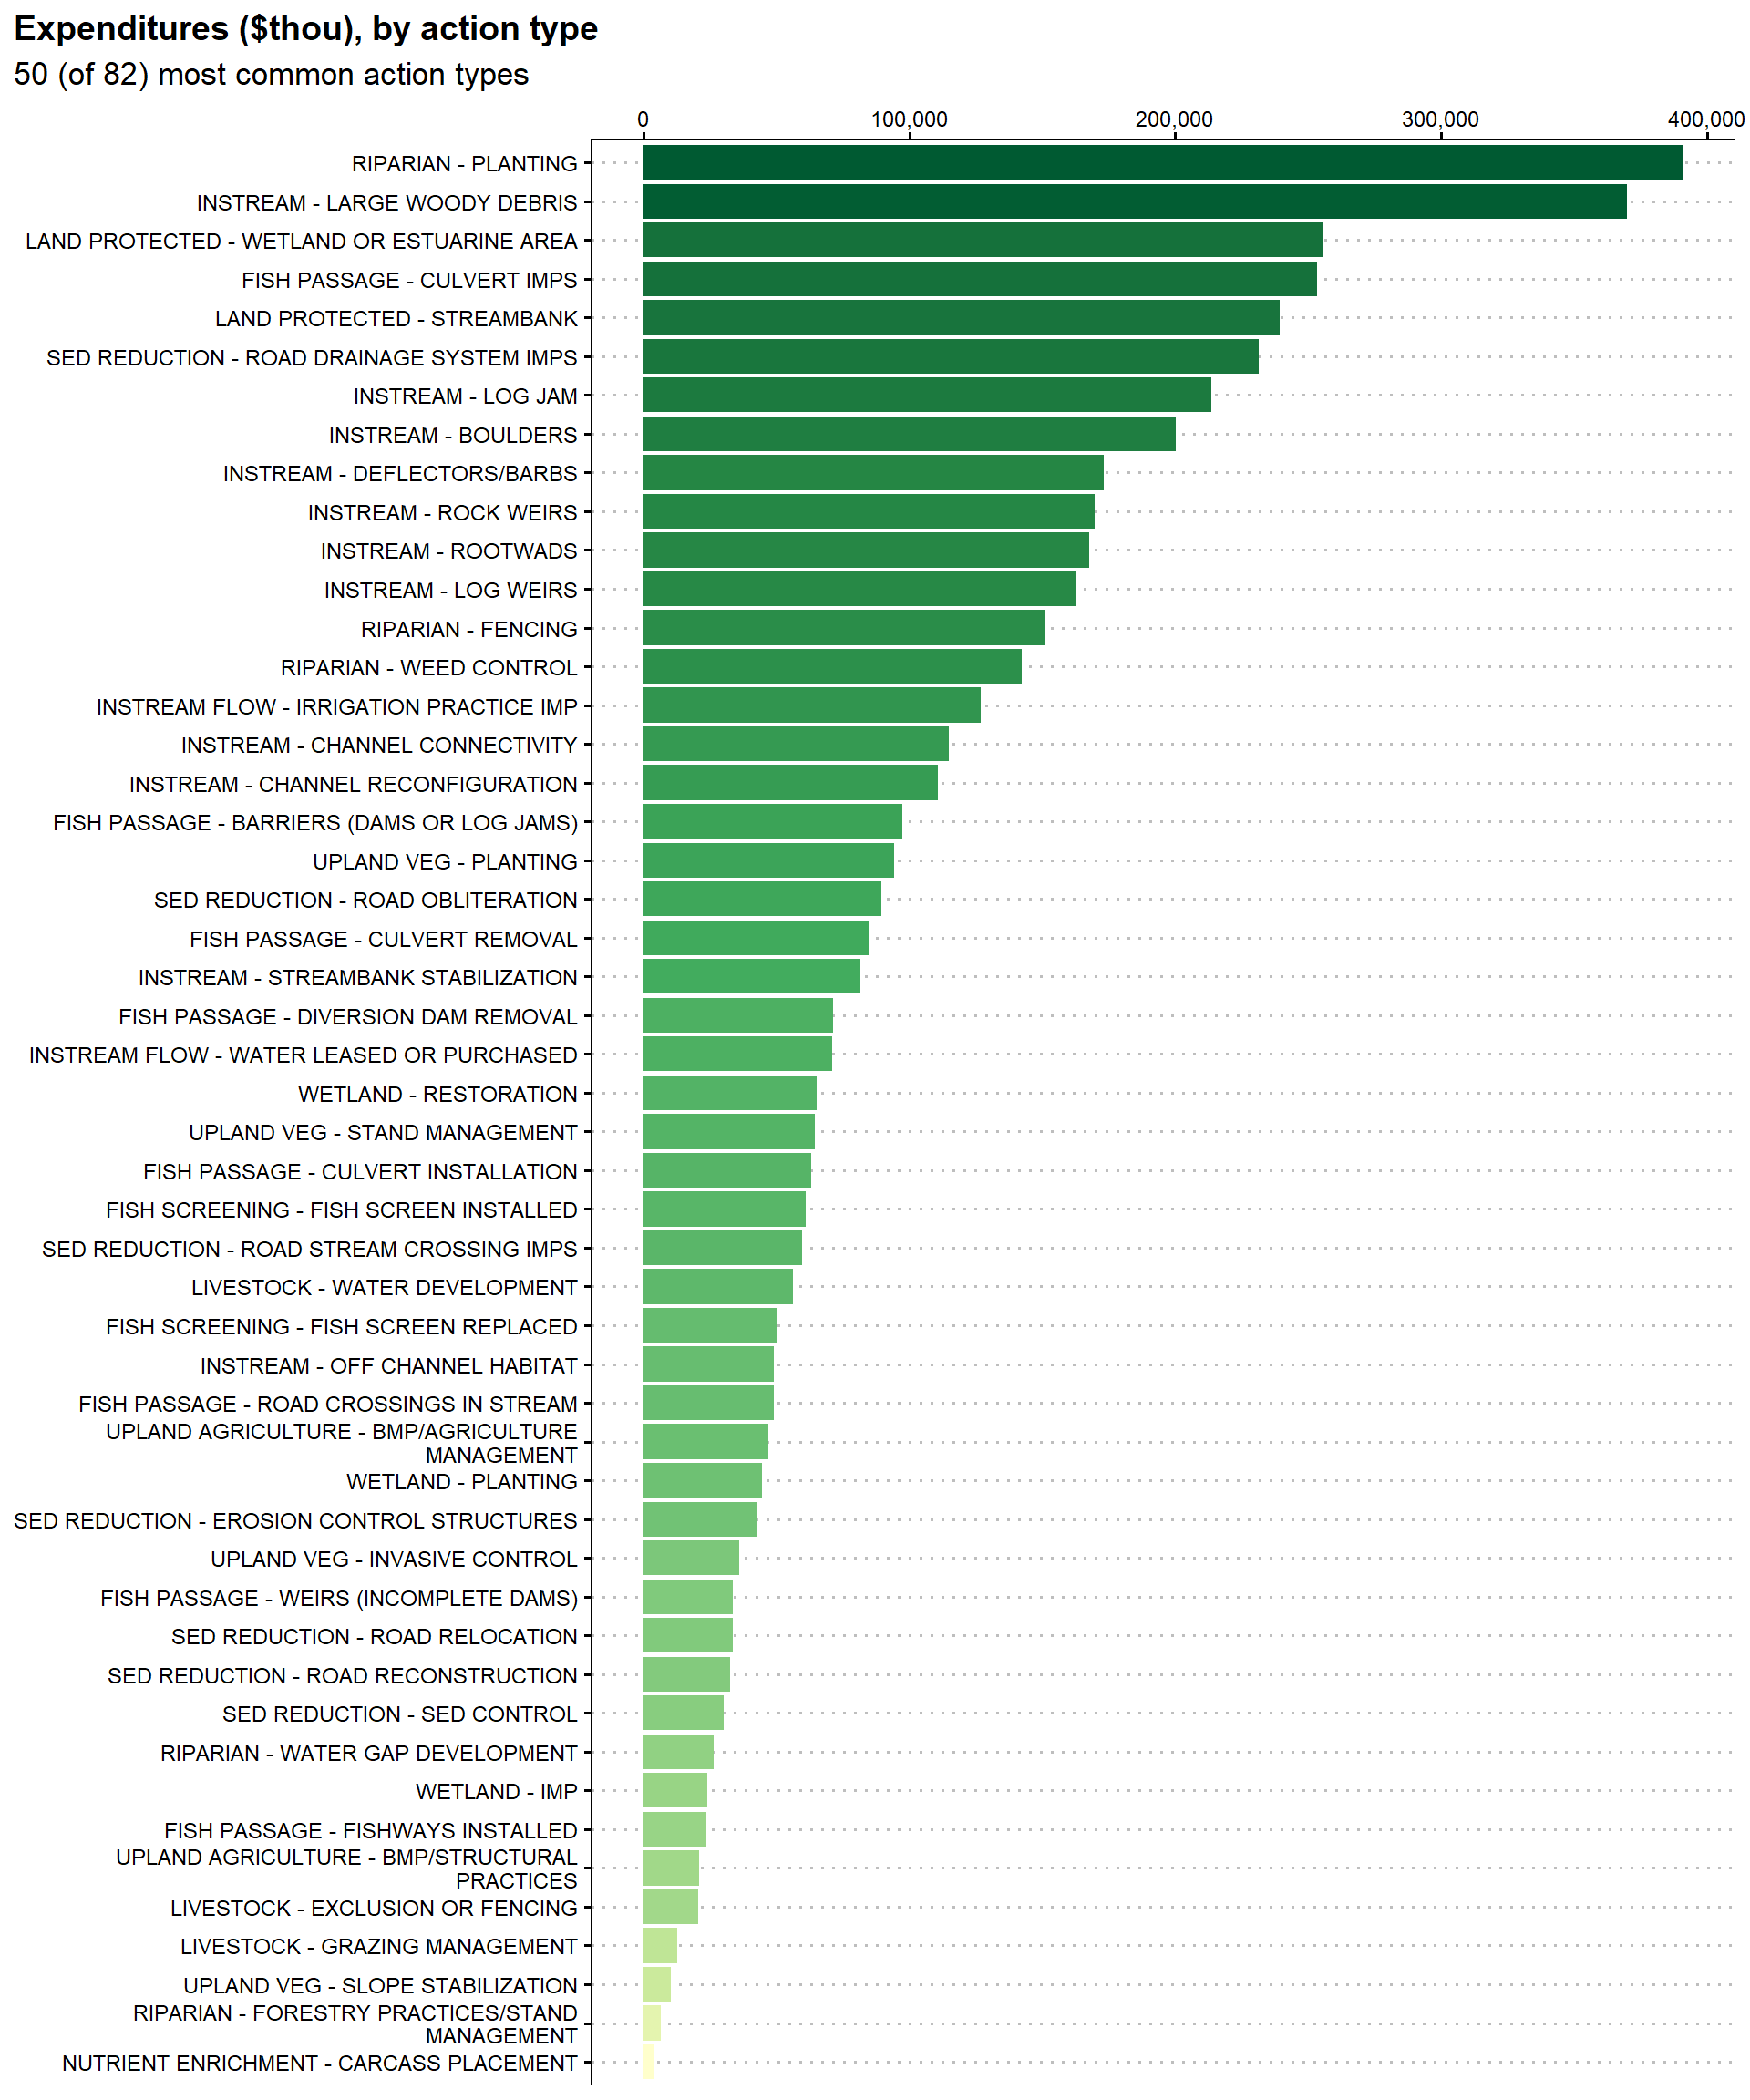 Expenditures ($thou), by action type
50 (of 82) most common action types
0 100,000 200,000 300,000 400,000
RIPARIAN - PLANTING
INSTREAM - LARGE WOODY DEBRIS
LAND PROTECTED - WETLAND OR ESTUARINE AREA
FISH PASSAGE - CULVERT IMPS
LAND PROTECTED - STREAMBANK
SED REDUCTION - ROAD DRAINAGE SYSTEM IMPS
INSTREAM - LOG JAM
INSTREAM - BOULDERS
INSTREAM - DEFLECTORS/BARBS
INSTREAM - ROCK WEIRS
INSTREAM - ROOTWADS
INSTREAM - LOG WEIRS
RIPARIAN - FENCING
RIPARIAN - WEED CONTROL
INSTREAM FLOW - IRRIGATION PRACTICE IMP
INSTREAM - CHANNEL CONNECTIVITY
INSTREAM - CHANNEL RECONFIGURATION
FISH PASSAGE - BARRIERS (DAMS OR LOG JAMS)
UPLAND VEG - PLANTING
SED REDUCTION - ROAD OBLITERATION
FISH PASSAGE - CULVERT REMOVAL
INSTREAM - STREAMBANK STABILIZATION
FISH PASSAGE - DIVERSION DAM REMOVAL
INSTREAM FLOW - WATER LEASED OR PURCHASED
WETLAND - RESTORATION
UPLAND VEG - STAND MANAGEMENT
FISH PASSAGE - CULVERT INSTALLATION
FISH SCREENING - FISH SCREEN INSTALLED
SED REDUCTION - ROAD STREAM CROSSING IMPS
LIVESTOCK - WATER DEVELOPMENT
FISH SCREENING - FISH SCREEN REPLACED
INSTREAM - OFF CHANNEL HABITAT
FISH PASSAGE - ROAD CROSSINGS IN STREAM
UPLAND AGRICULTURE - BMP/AGRICULTURE
MANAGEMENT
WETLAND - PLANTING
SED REDUCTION - EROSION CONTROL STRUCTURES
UPLAND VEG - INVASIVE CONTROL
FISH PASSAGE - WEIRS (INCOMPLETE DAMS)
SED REDUCTION - ROAD RELOCATION
SED REDUCTION - ROAD RECONSTRUCTION
SED REDUCTION - SED CONTROL
RIPARIAN - WATER GAP DEVELOPMENT
WETLAND - IMP
FISH PASSAGE - FISHWAYS INSTALLED
UPLAND AGRICULTURE - BMP/STRUCTURAL
PRACTICES
LIVESTOCK - EXCLUSION OR FENCING
LIVESTOCK - GRAZING MANAGEMENT
UPLAND VEG - SLOPE STABILIZATION
RIPARIAN - FORESTRY PRACTICES/STAND
MANAGEMENT
NUTRIENT ENRICHMENT - CARCASS PLACEMENT